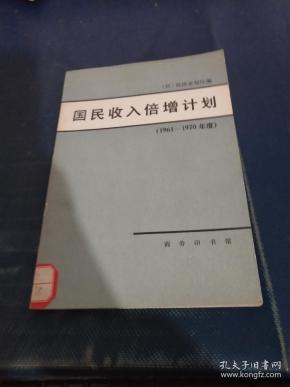 〔日〕经济企划厅编
国民收入倍增计划
(1961—1970年度)
商务印书馆
孔夫子旧书网